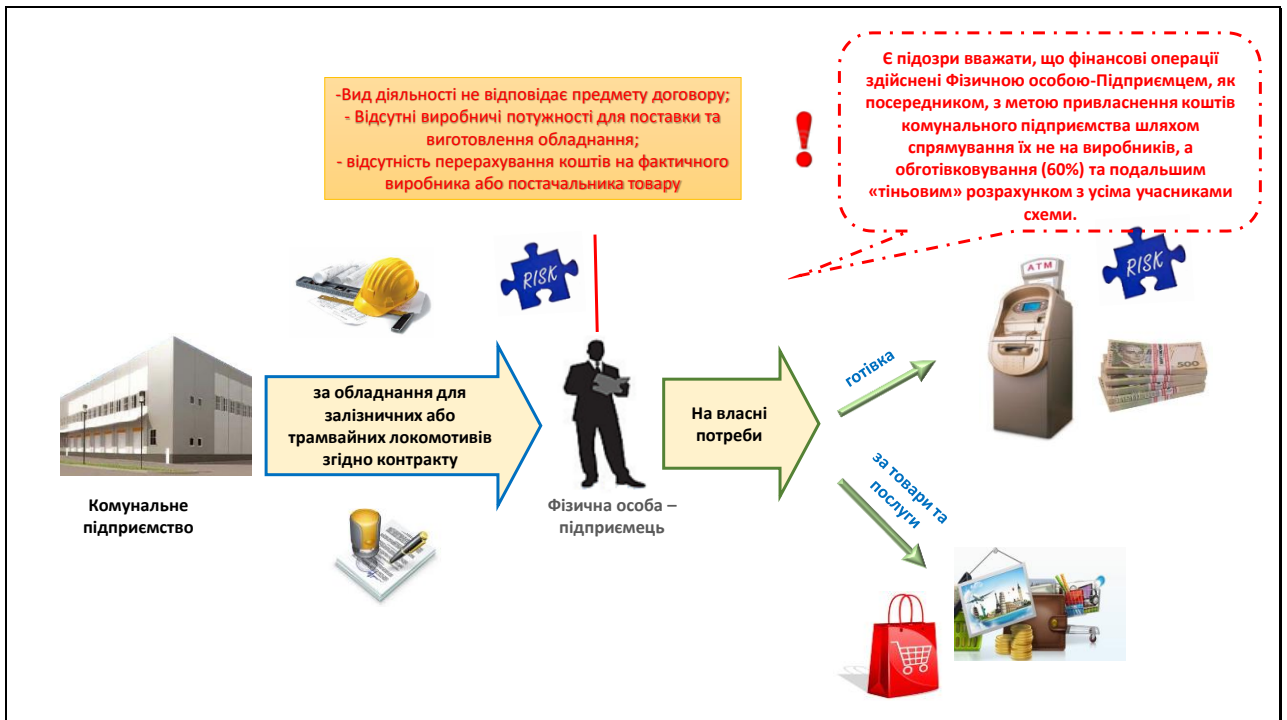 -Вид діяльності не відповідає предмету договору;
- Відсутні виробничі потужності для поставки та
виготовлення обладнання;
- відсутність перерахування коштів на фактичного
виробника або постачальника товару
Є підозри вважати, що фінансові операції
здійснені Фізичною особою-Підприємцем, як
посередником, з метою привласнення коштів
комунального підприємства шляхом
спрямування їх не на виробників, а
обготівковування (60%) та подальшим
«тіньовим» розрахунком з усіма учасниками
схеми.
RISK
ATM
RISK
500
за обладнання для
залізничних або
трамвайних локомотивів
згідно контракту
На власні
потреби
готівка
Комунальне
підприємство
Фізична особа –
підприємець
за товари та
послуги